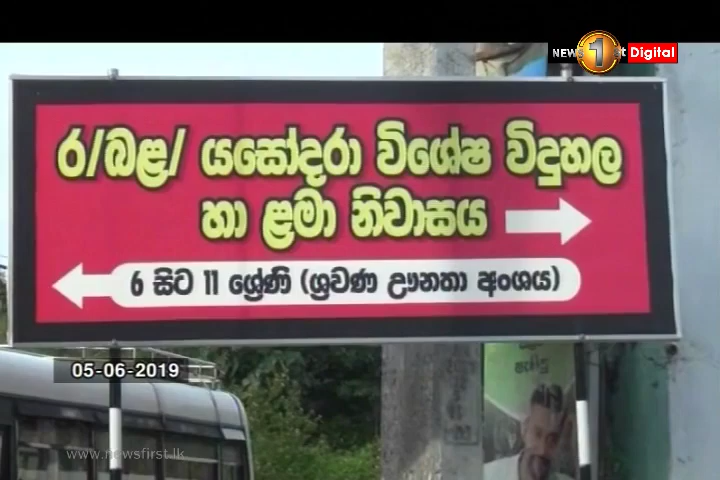 NEWS 1st Digital
ර/බළ/ යසෝදරා විශේෂ විදුහල
හා ළමා නිවාසය
6 සිට 11 ශ්‍රේණි (ශ්‍රවණ ඌනතා අංශය)
05-06-2019
www.newsfirst.lk